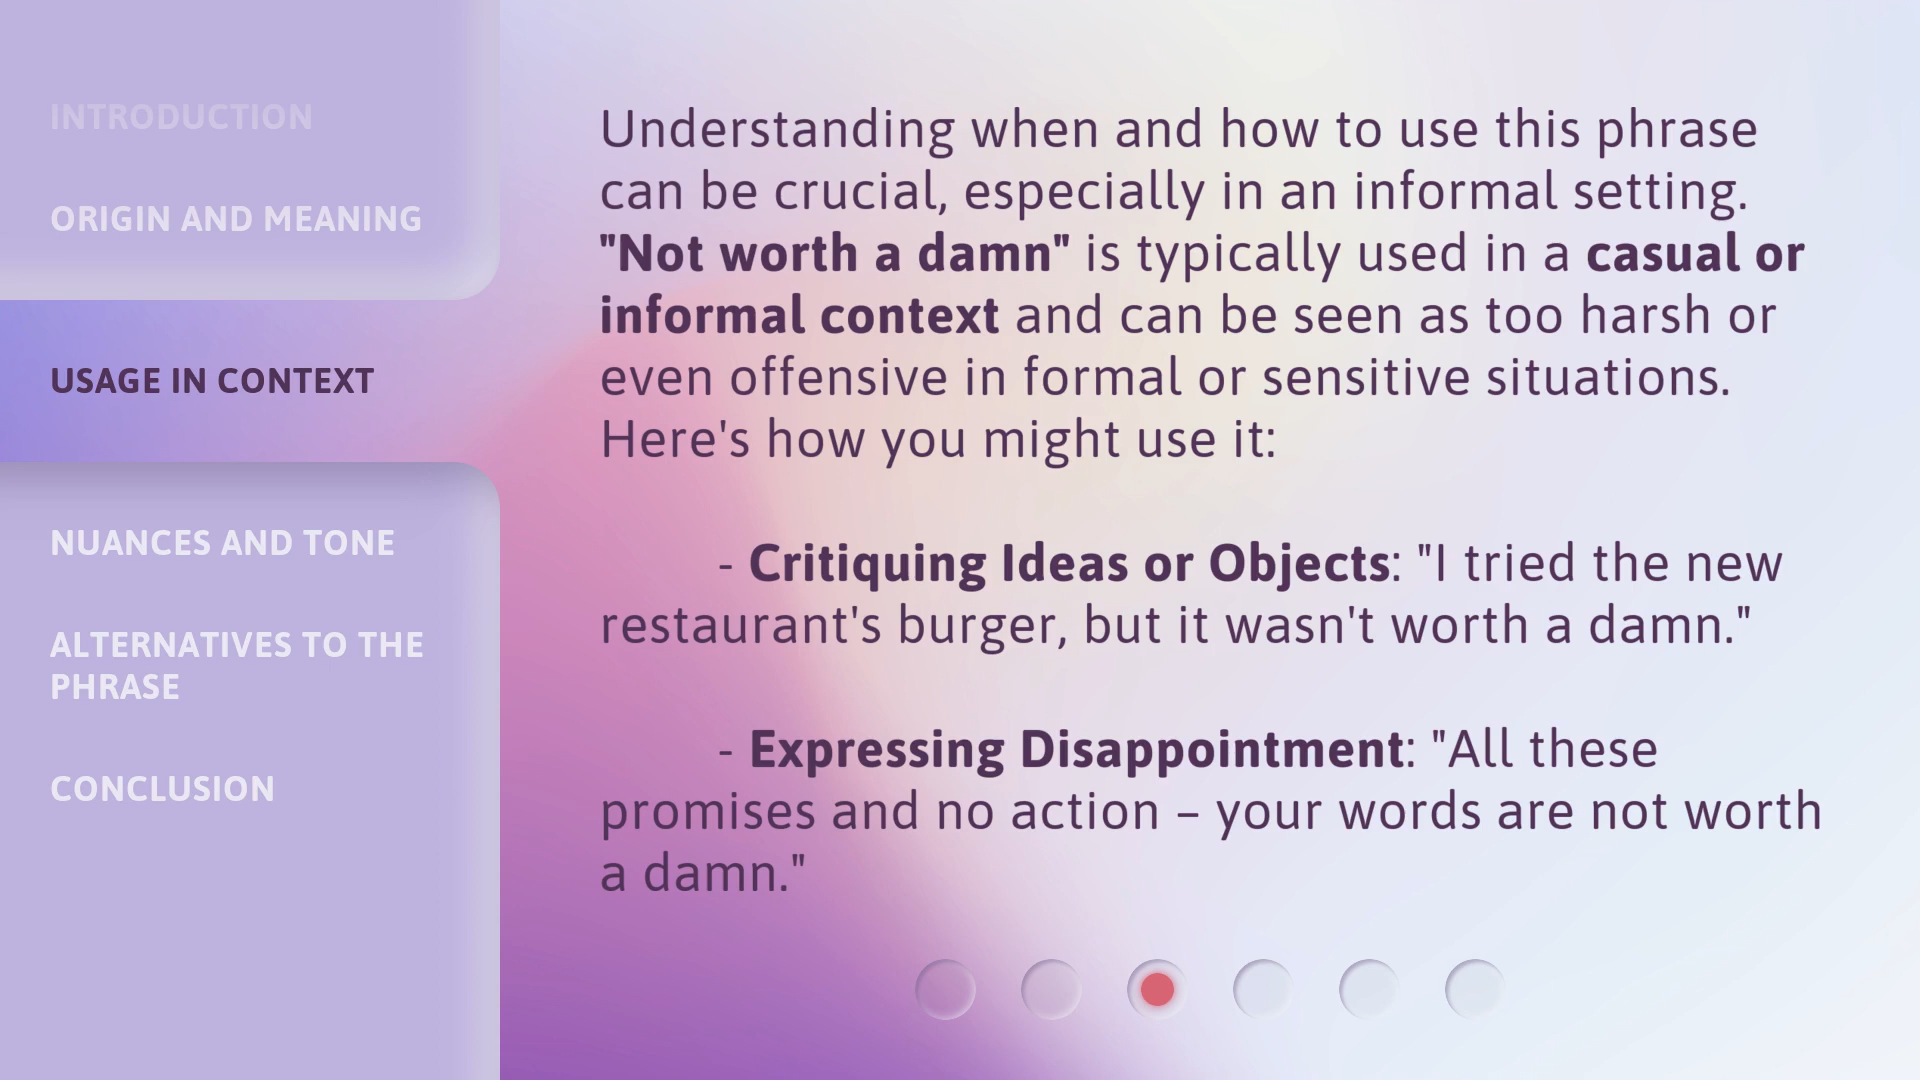 INTRODUCTION
ORIGIN AND MEANING
USAGE IN CONTEXT
NUANCES AND TONE
ALTERNATIVES TO THE
PHRASE
CONCLUSION
Understanding when and how to use this phrase
can be crucial, especially in an informal setting.
"Not worth a damn" is typically used in a casual or
informal context and can be seen as too harsh or
even offensive in formal or sensitive situations.
Here's how you might use it:
- Critiquing Ideas or Objects: "I tried the new
restaurant's burger, but it wasn't worth a damn."
- Expressing Disappointment: "All these
promises and no action – your words are not worth
a damn."